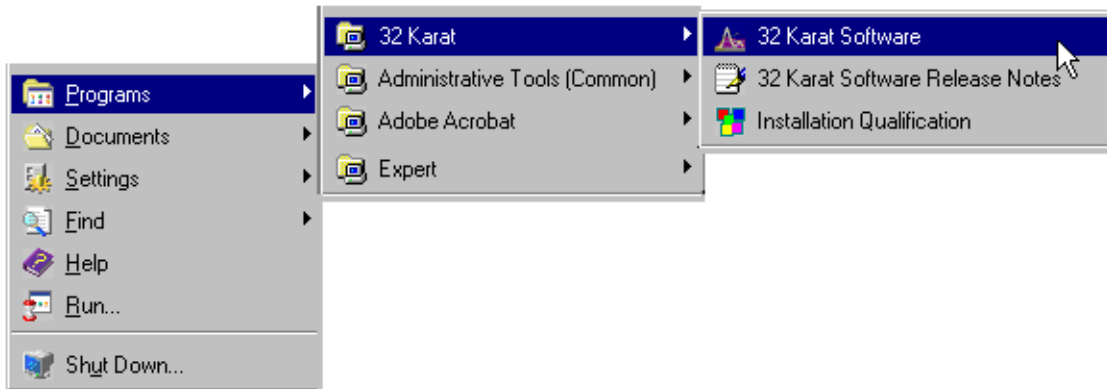 Programs
Documents
Settings
Find
Help
Run...
Shut Down...
32 Karat
Administrative Tools (Common)
Adobe Acrobat
Expert
32 Karat Software
32 Karat Software Release Notes
Installation Qualification